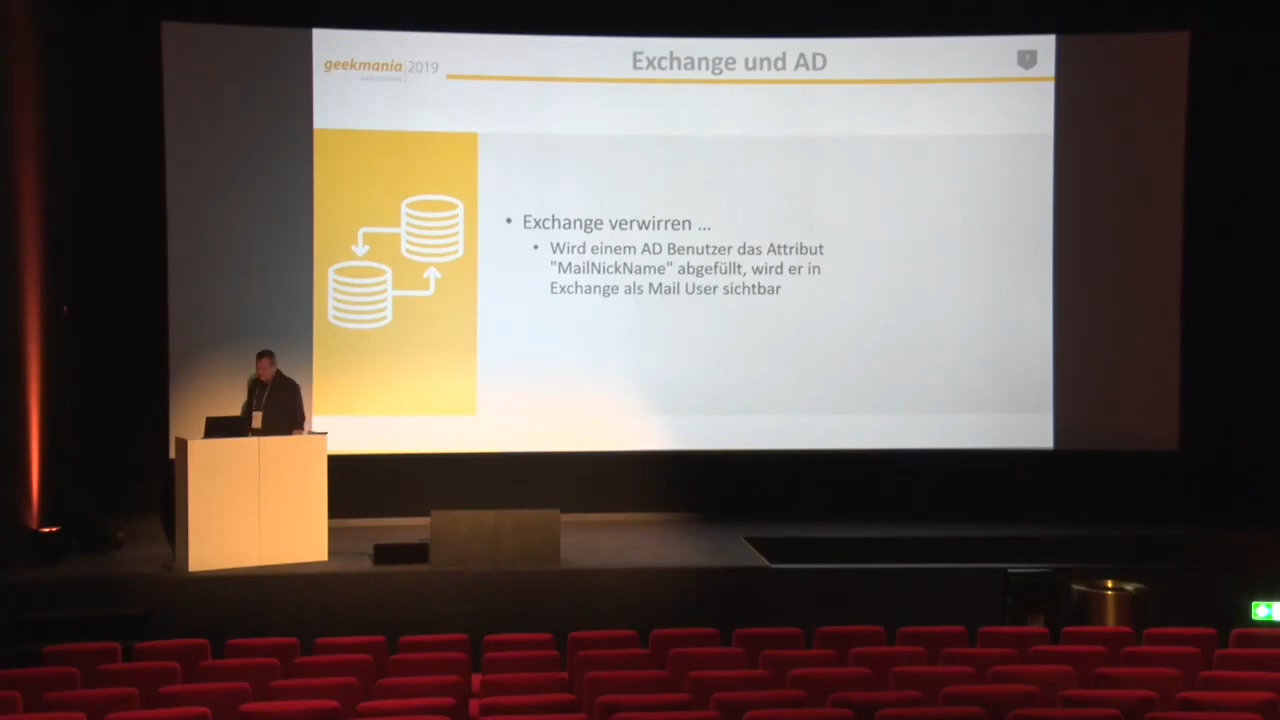 geekmania 2019
Exchange und AD
7
• Exchange verwirren ...
• Wird einem AD Benutzer das Attribut
"MailNickName" abgefüllt, wird er in
Exchange als Mail User sichtbar